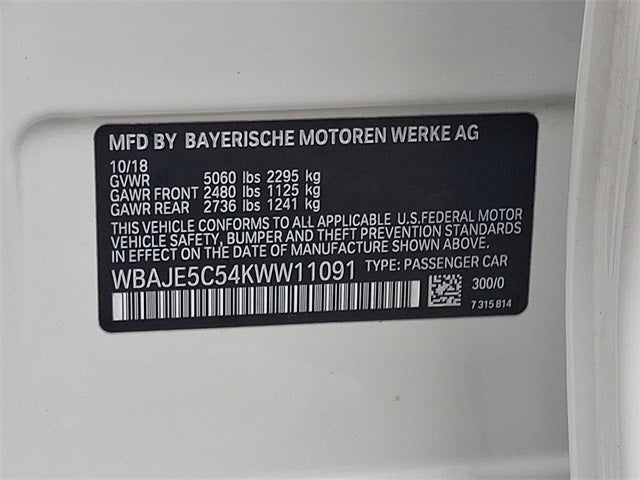 MFD BY BAYERISCHE MOTOREN WERKE AG
10/18
GVWR 5060 lbs 2295 kg
GAWR FRONT 2480 lbs 1125 kg
GAWR REAR 2736 lbs 1241 kg
THIS VEHICLE CONFORMS TO ALL APPLICABLE U.S.FEDERAL MOTOR
VEHICLE SAFETY, BUMPER AND THEFT PREVENTION STANDARDS
IN EFFECT ON THE DATE OF MANUFACTURE SHOWN ABOVE.
WBAJE5C54KWW11091 TYPE: PASSENGER CAR
300/0
7 315 814